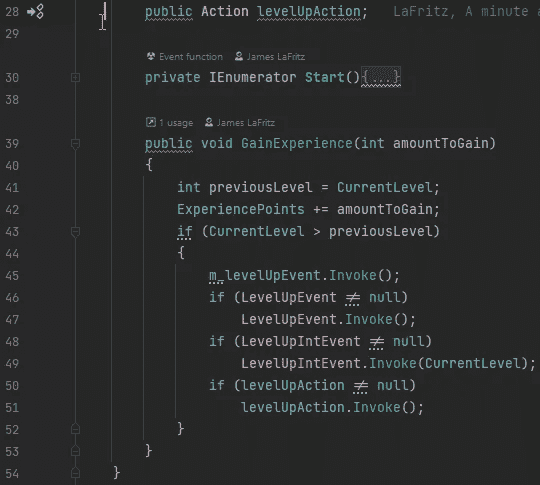 28 public Action levelUpAction; LaFritz, A minute a
29
Event function James LaFritz
30 private IEnumerator Start(){...}
38
1 usage James LaFritz
39 public void GainExperience(int amountToGain)
40 {
41 int previousLevel = CurrentLevel;
42 ExperiencePoints += amountToGain;
43 if (CurrentLevel > previousLevel)
44 {
45 m_levelUpEvent.Invoke();
46 if (LevelUpEvent ≠ null)
47 LevelUpEvent.Invoke();
48 if (LevelUpIntEvent ≠ null)
49 LevelUpIntEvent.Invoke(CurrentLevel);
50 if (levelUpAction ≠ null)
51 levelUpAction.Invoke();
52 }
53 }
54 }